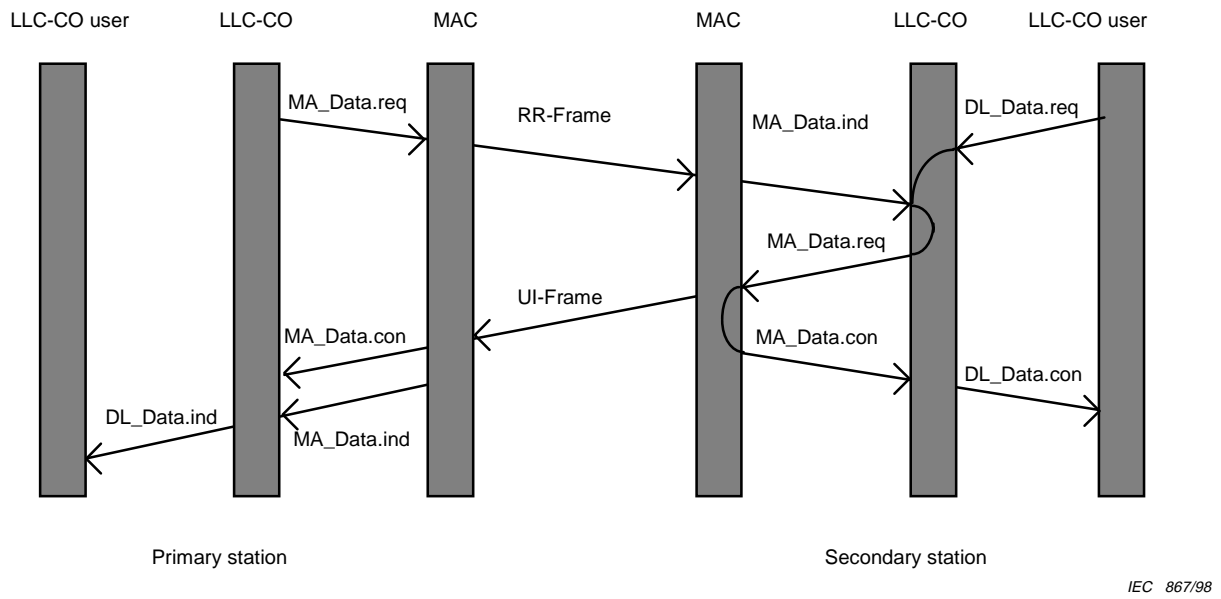 LLC-CO user LLC-CO MAC MAC LLC-CO LLC-CO user
MA_Data.req
RR-Frame
MA_Data.ind
DL_Data.req
MA_Data.req
UI-Frame
MA_Data.con
MA_Data.con
DL_Data.con
DL_Data.ind
MA_Data.ind
Primary station Secondary station
IEC 867/98